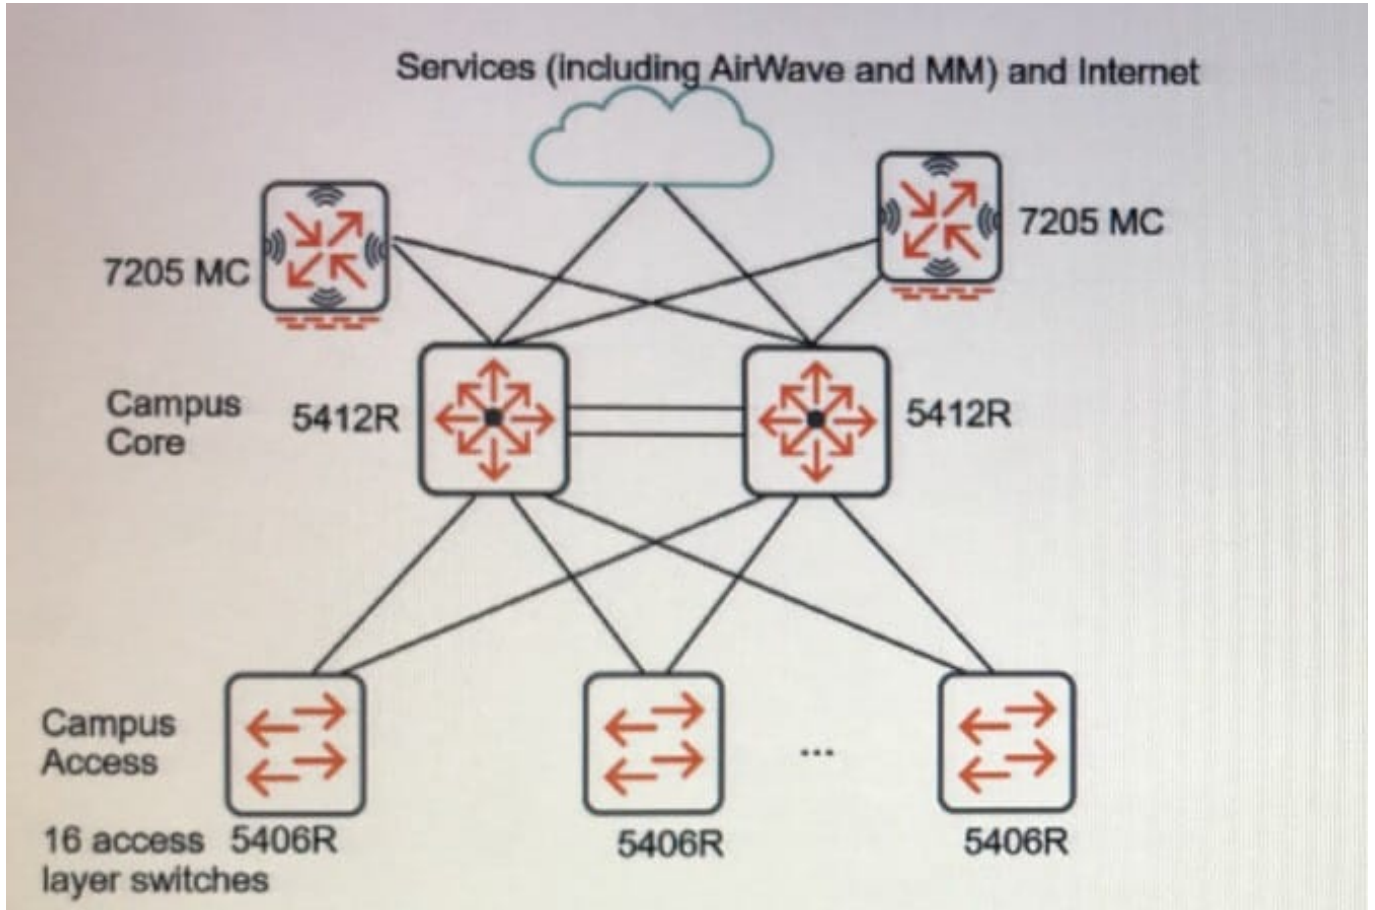 Services (including AirWave and MM) and Internet
7205 MC
7205 MC
Campus
Core
5412R
5412R
Campus
Access
...
16 access
layer switches
5406R
5406R
5406R